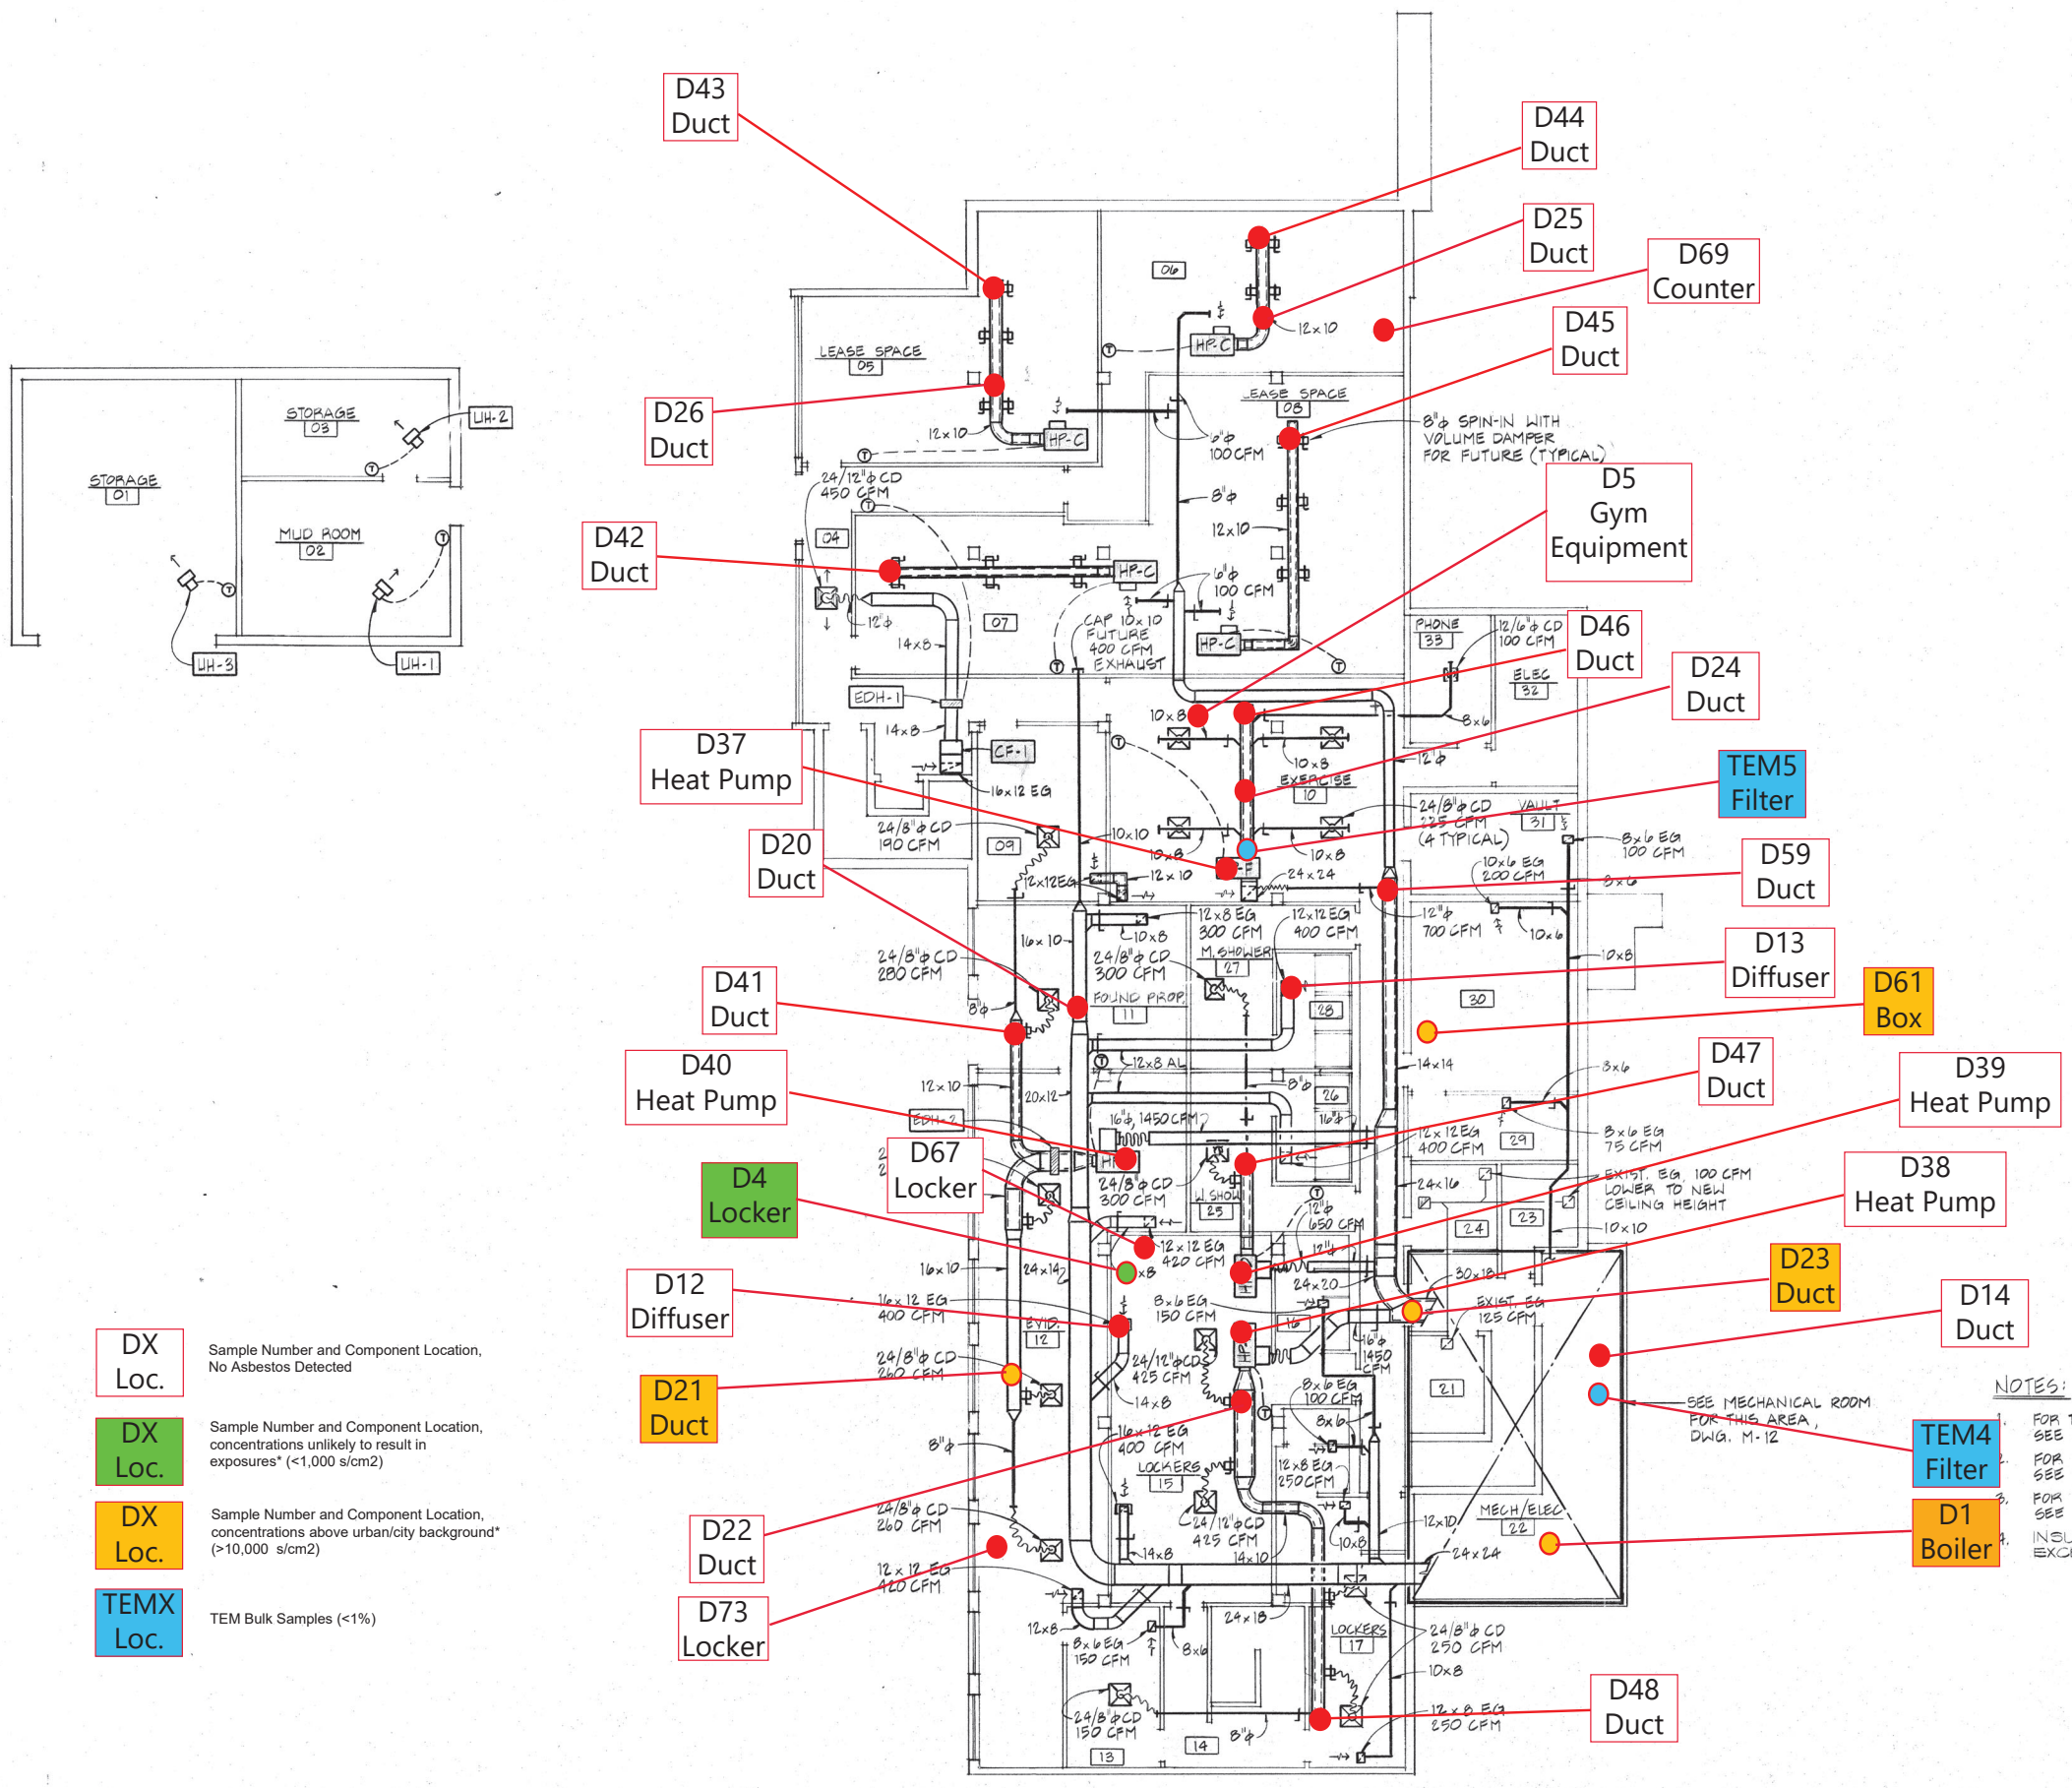 D43
Duct
D44
Duct
D25
Duct
D69
Counter
06
12x10
HP-C
D45
Duct
LEASE SPACE
05
D26
Duct
12x10
HP-C
LEASE SPACE
08
8"φ SPIN-IN WITH
VOLUME DAMPER
FOR FUTURE (TYPICAL)
6"φ
100 CFM
STORAGE
03
UH-2
STORAGE
01
MUD ROOM
02
UH-3
UH-1
24/12"φ CD
450 CFM
8"φ
12x10
D5
Gym
Equipment
D42
Duct
04
HP-C
6"φ
100 CFM
12"φ
07
14x8
CAP 10x10
FUTURE
400 CFM
EXHAUST
HP-C
PHONE
33
12/6"φ CD
100 CFM
D46
Duct
ELEC
32
D24
Duct
EDH-1
10x8
8x6
14x8
CF-1
D37
Heat Pump
10x8
12"φ
16x12 EG
EXERCISE
10
TEM5
Filter
24/8"φ CD
225 CFM
(4 TYPICAL)
VAULT
31
24/8"φ CD
190 CFM
09
10x10
10x8
10x8
8x6 EG
100 CFM
D20
Duct
12x12EG
12x10
24x24
10x6 EG
200 CFM
8x6
D59
Duct
12x8 EG
300 CFM
12x12 EG
400 CFM
12"φ
700 CFM
10x6
16x10
10x8
24/8"φ CD
280 CFM
24/8"φ CD
300 CFM
M. SHOWER
27
10x8
D13
Diffuser
D41
Duct
8"φ
FOUND PROP.
11
28
30
D61
Box
12x8 AL
14x14
D40
Heat Pump
12x10
20x12
8"φ
26
8x6
D47
Duct
D39
Heat Pump
EDH-2
16"φ, 1450 CFM
16"φ
12x12EG
400 CFM
29
8x6 EG
75 CFM
D67
Locker
D4
Locker
24/8"φ CD
300 CFM
W. SHOW
25
24x16
EXIST. EG, 100 CFM
LOWER TO NEW
CEILING HEIGHT
D38
Heat Pump
12"φ
650 CFM
24
23
10x10
12x12 EG
420 CFM
x8
12"φ
16x10
24x14
24x20
30x18
D23
Duct
D12
Diffuser
16x12 EG
400 CFM
8x6 EG
150 CFM
EXIST. EG
125 CFM
D14
Duct
EVID.
12
16
16"φ
1450
CFM
DX
Loc.
Sample Number and Component Location,
No Asbestos Detected
24/8"φ CD
260 CFM
24/12"φCD
425 CFM
D21
Duct
14x8
8x6 EG
100 CFM
21
SEE MECHANICAL ROOM
FOR THIS AREA,
DWG. M-12
NOTES:
DX
Loc.
Sample Number and Component Location,
concentrations unlikely to result in
exposures* (<1,000 s/cm2)
8"φ
16x12 EG
400 CFM
8x6
TEM4
Filter
FOR
SEE
FOR
SEE
FOR
SEE
INSU
EXC
LOCKERS
15
12x8 EG
250CFM
DX
Loc.
Sample Number and Component Location,
concentrations above urban/city background*
(>10,000 s/cm2)
24/8"φ CD
260 CFM
MECH/ELEC
22
D1
Boiler
D22
Duct
24/12"φCD
425 CFM
12x10
14x8
14x10
10x8
24x24
TEMX
Loc.
TEM Bulk Samples (<1%)
12x12 EG
420 CFM
D73
Locker
12x8
8x6 EG
150 CFM
8x6
24x18
LOCKERS
17
24/8"φ CD
250 CFM
10x8
D48
Duct
24/8"φCD
150 CFM
8"φ
12x8 EG
250 CFM
13
14